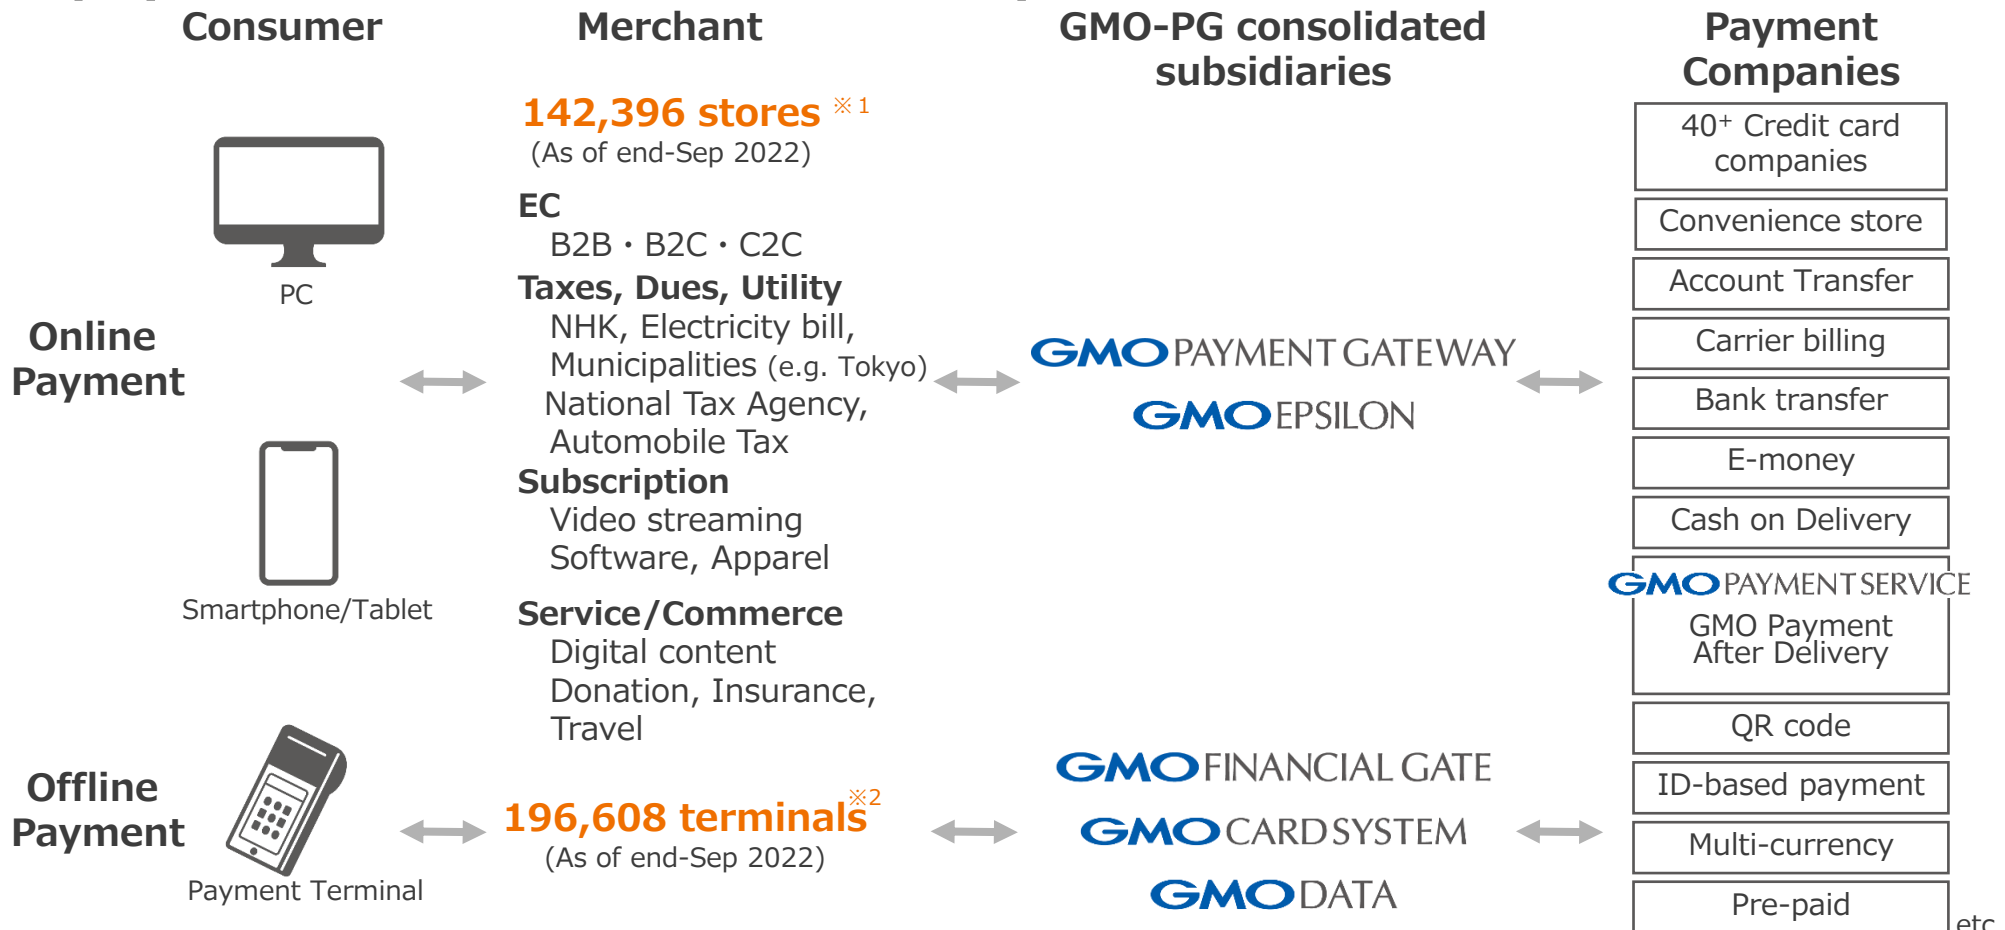 Consumer
Merchant
GMO-PG consolidated
subsidiaries
Payment
Companies
142,396 stores ※1
(As of end-Sep 2022)
PC
Online
Payment
Smartphone/Tablet
EC
B2B・B2C・C2C
Taxes, Dues, Utility
NHK, Electricity bill,
Municipalities (e.g. Tokyo)
National Tax Agency,
Automobile Tax
Subscription
Video streaming
Software, Apparel
Service/Commerce
Digital content
Donation, Insurance,
Travel
GMO PAYMENT GATEWAY
GMO EPSILON
40+ Credit card
companies
Convenience store
Account Transfer
Carrier billing
Bank transfer
E-money
Cash on Delivery
GMO PAYMENT SERVICE
GMO Payment
After Delivery
QR code
ID-based payment
Multi-currency
Pre-paid
etc
Offline
Payment
Payment Terminal
196,608 terminals※2
(As of end-Sep 2022)
GMO FINANCIAL GATE
GMO CARD SYSTEM
GMO DATA